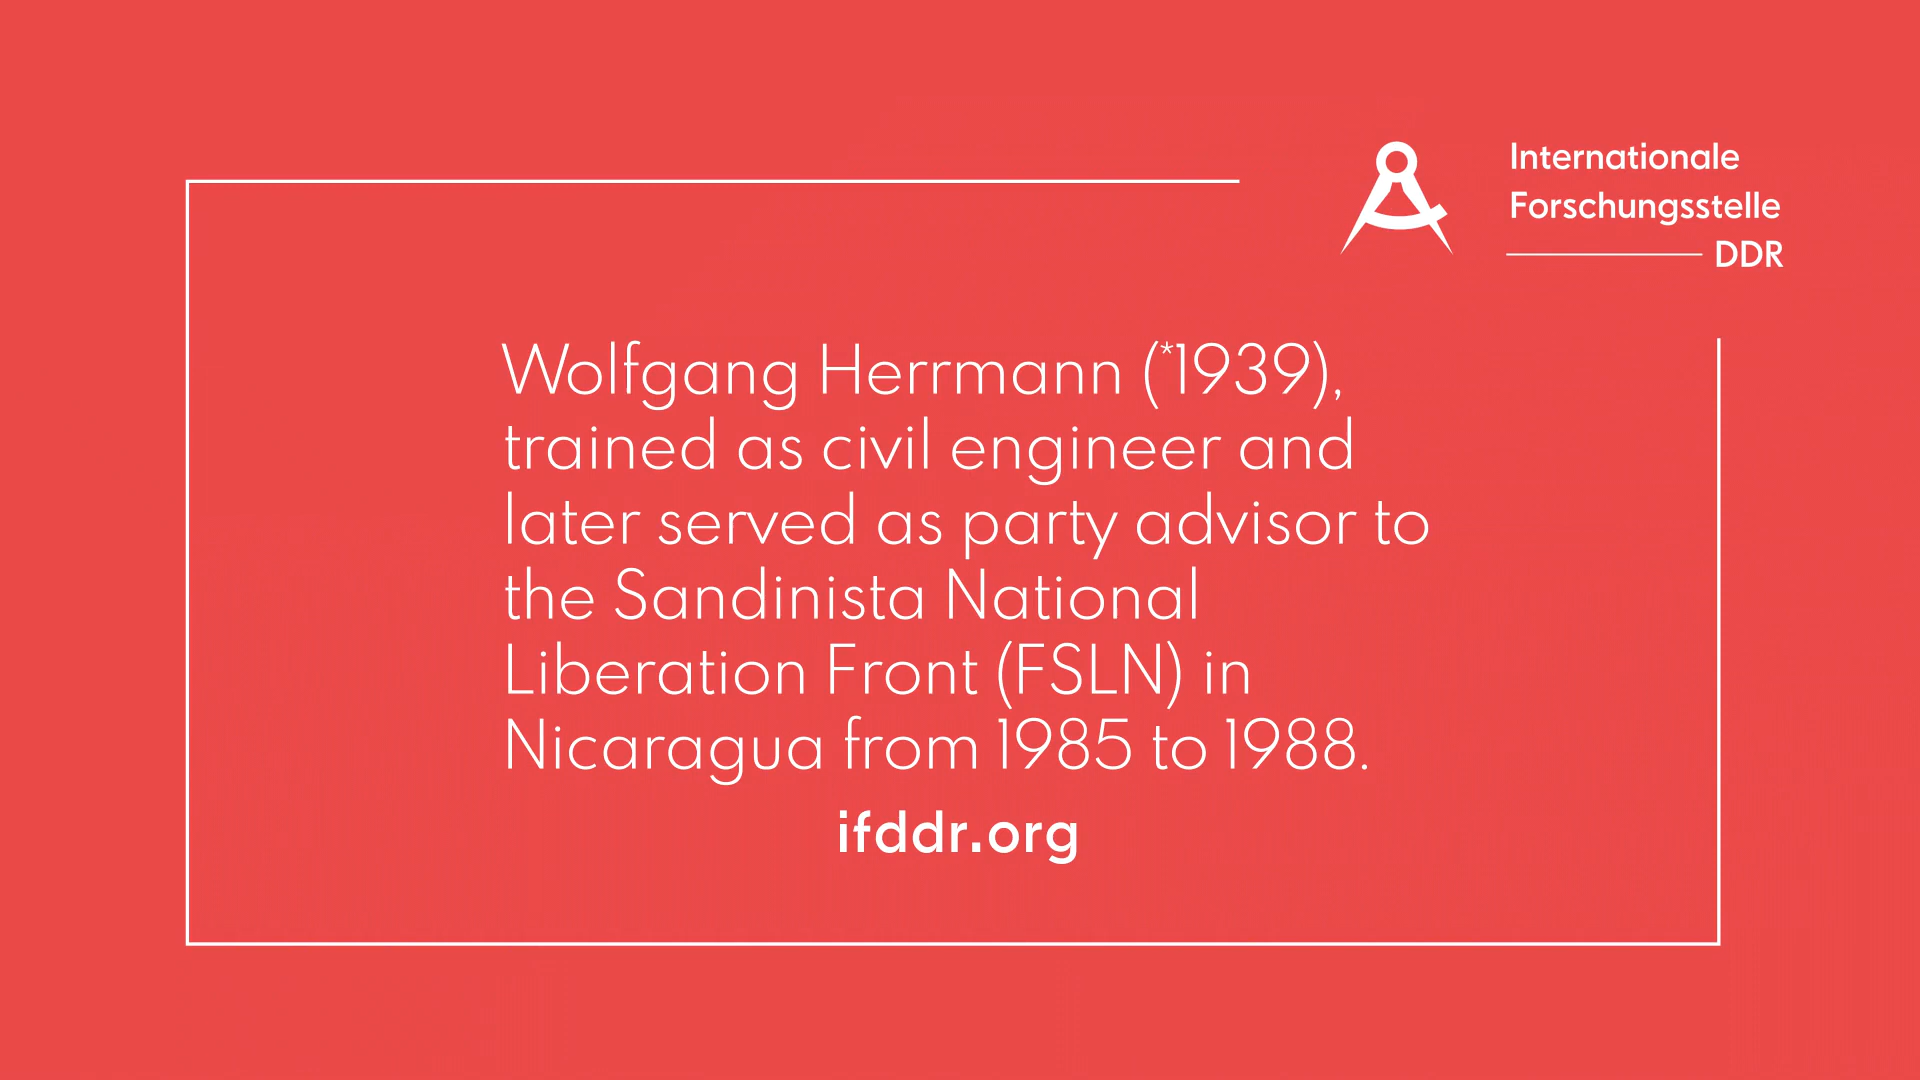 Internationale
Forschungsstelle
DDR
Wolfgang Herrmann (*1939),
trained as civil engineer and
later served as party advisor to
the Sandinista National
Liberation Front (FSLN) in
Nicaragua from 1985 to 1988.
ifddr.org